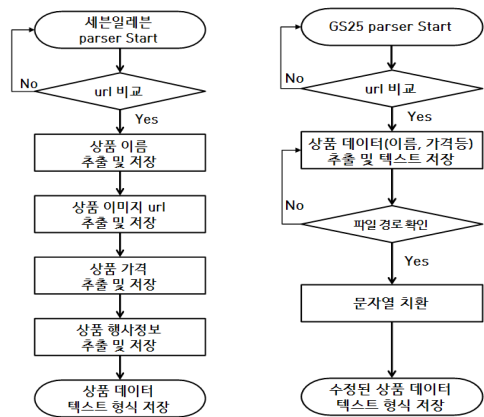 세븐일레븐
parser Start
No
url 비교
Yes
상품 이름
추출 및 저장
상품 이미지 url
추출 및 저장
상품 가격
추출 및 저장
상품 행사정보
추출 및 저장
상품 데이터
텍스트 형식 저장
GS25 parser Start
No
url 비교
Yes
상품 데이터(이름, 가격등)
추출 및 텍스트 저장
No
파일 경로 확인
Yes
문자열 치환
수정된 상품 데이터
텍스트 형식 저장